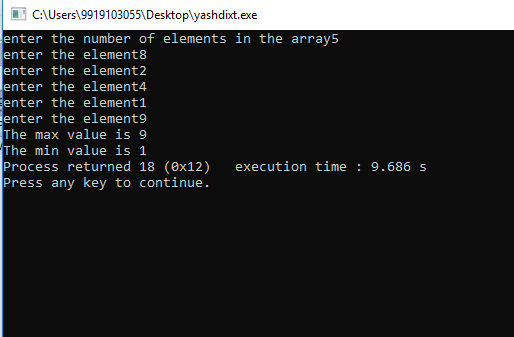 C:\Users\9919103055\Desktop\yashdixt.exe
enter the number of elements in the array5
enter the element8
enter the element2
enter the element4
enter the element1
enter the element9
The max value is 9
The min value is 1
Process returned 18 (0x12)   execution time : 9.686 s
Press any key to continue.